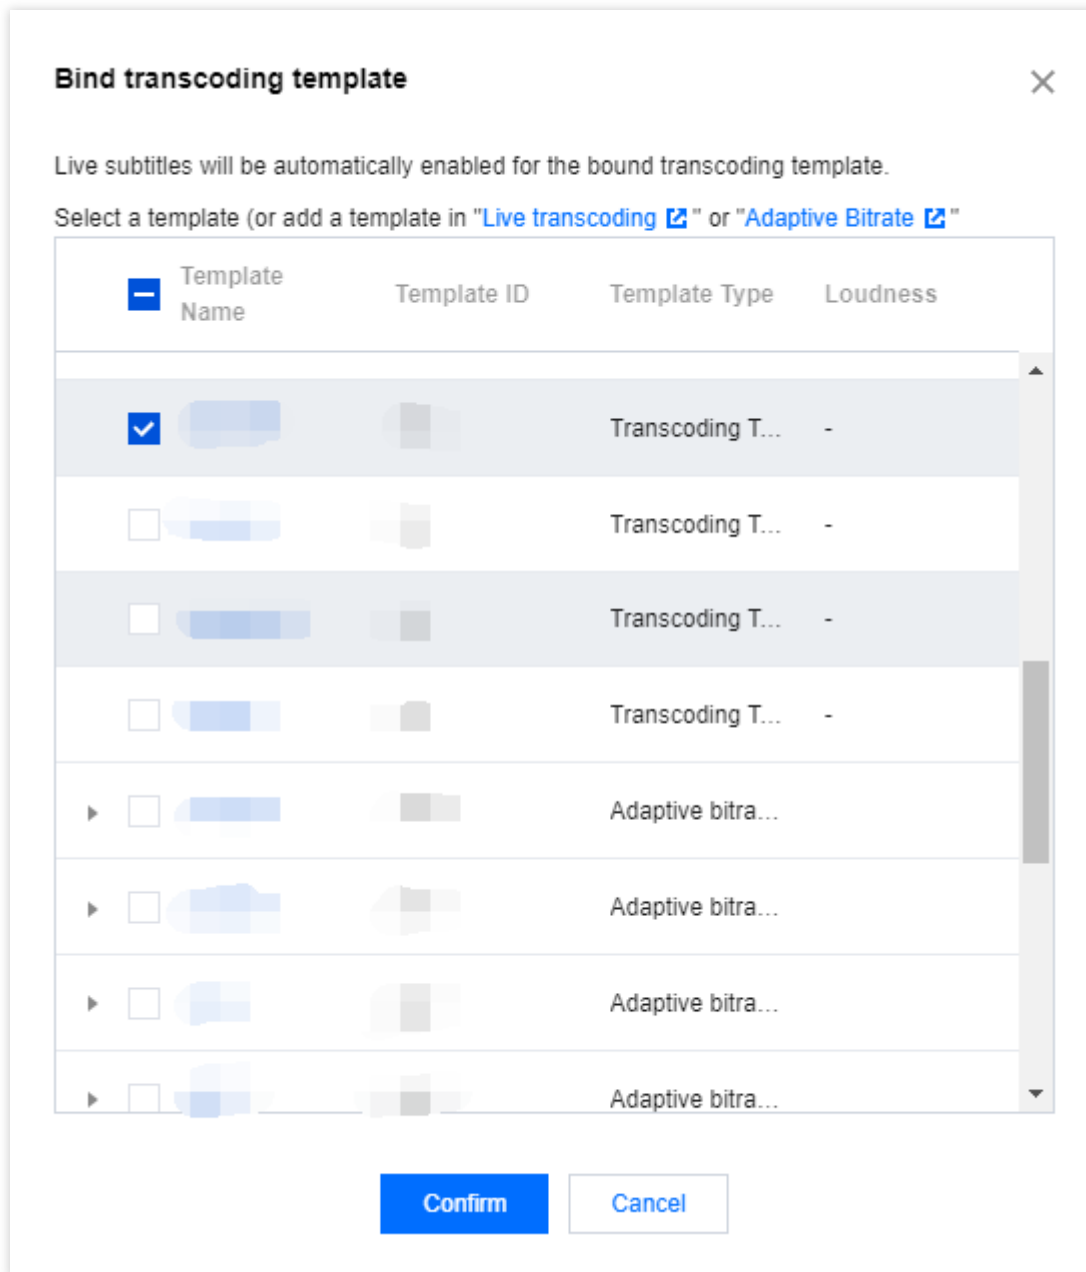 Bind transcoding template
Live subtitles will be automatically enabled for the bound transcoding template.
Select a template (or add a template in "Live transcoding" or "Adaptive Bitrate"
Template Name
Template ID
Template Type
Loudness
Transcoding T... -
Transcoding T... -
Transcoding T... -
Transcoding T... -
Adaptive bitra...
Adaptive bitra...
Adaptive bitra...
Adaptive bitra...
Confirm
Cancel